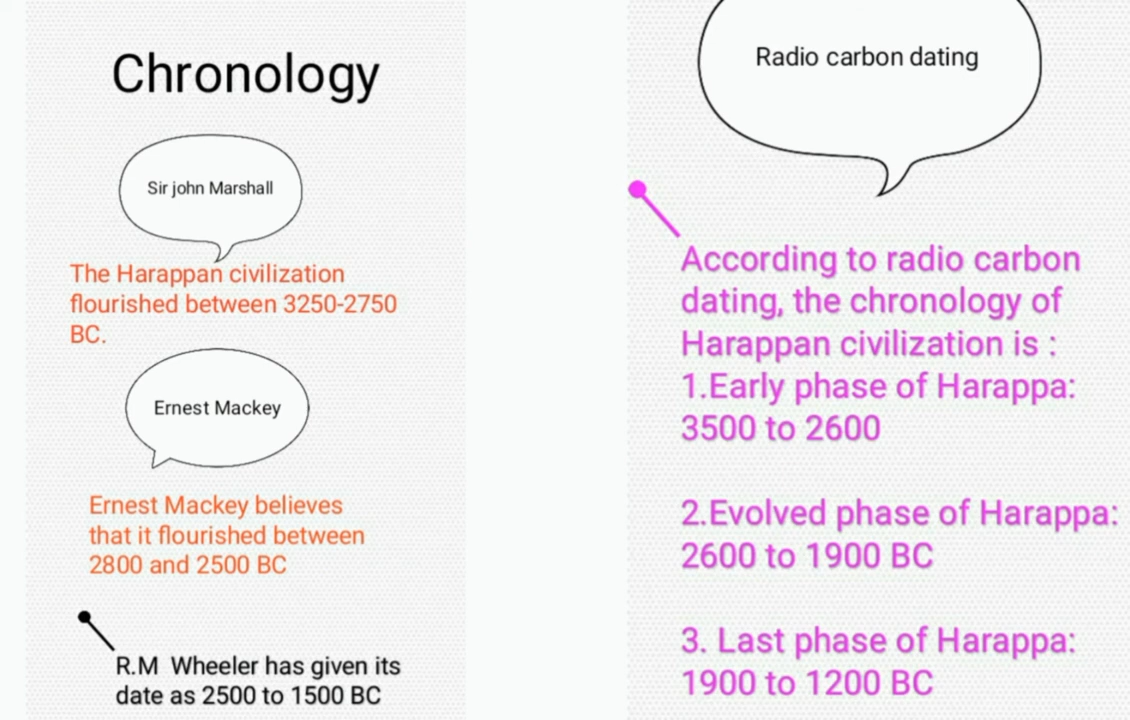 Chronology
Sir john Marshall
The Harappan civilization
flourished between 3250-2750
BC.
Ernest Mackey
Ernest Mackey believes
that it flourished between
2800 and 2500 BC
R.M Wheeler has given its
date as 2500 to 1500 BC
Radio carbon dating
According to radio carbon
dating, the chronology of
Harappan civilization is :
1.Early phase of Harappa:
3500 to 2600
2.Evolved phase of Harappa:
2600 to 1900 BC
3. Last phase of Harappa:
1900 to 1200 BC